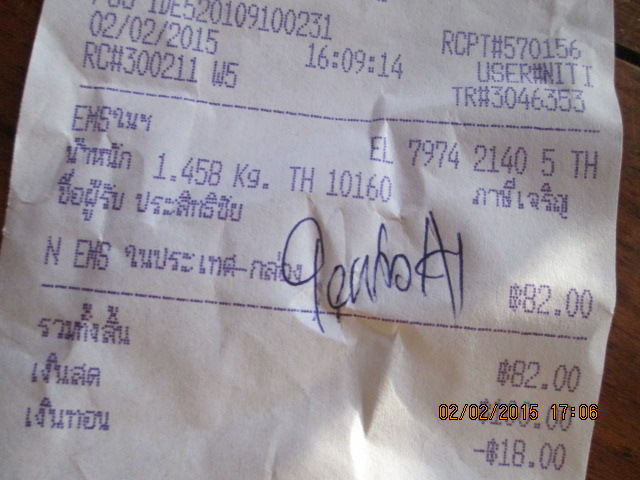 IDE520109100231
02/02/2015 16:09:14 RCPT#570156
RC#300211 W5 USER#NITI
TR#3046353
EMSในฯ EL 7974 2140 5 TH
น้ำหนัก 1.458 Kg. TH 10160 ภาษีเจริญ
ชื่อผู้รับ ประสิทธิชัย
N EMS ในประเทศ-กล่อง ฿82.00
รวมทั้งสิ้น ฿82.00
เงินสด ฿100.00
เงินทอน -฿18.00
02/02/2015 17:06